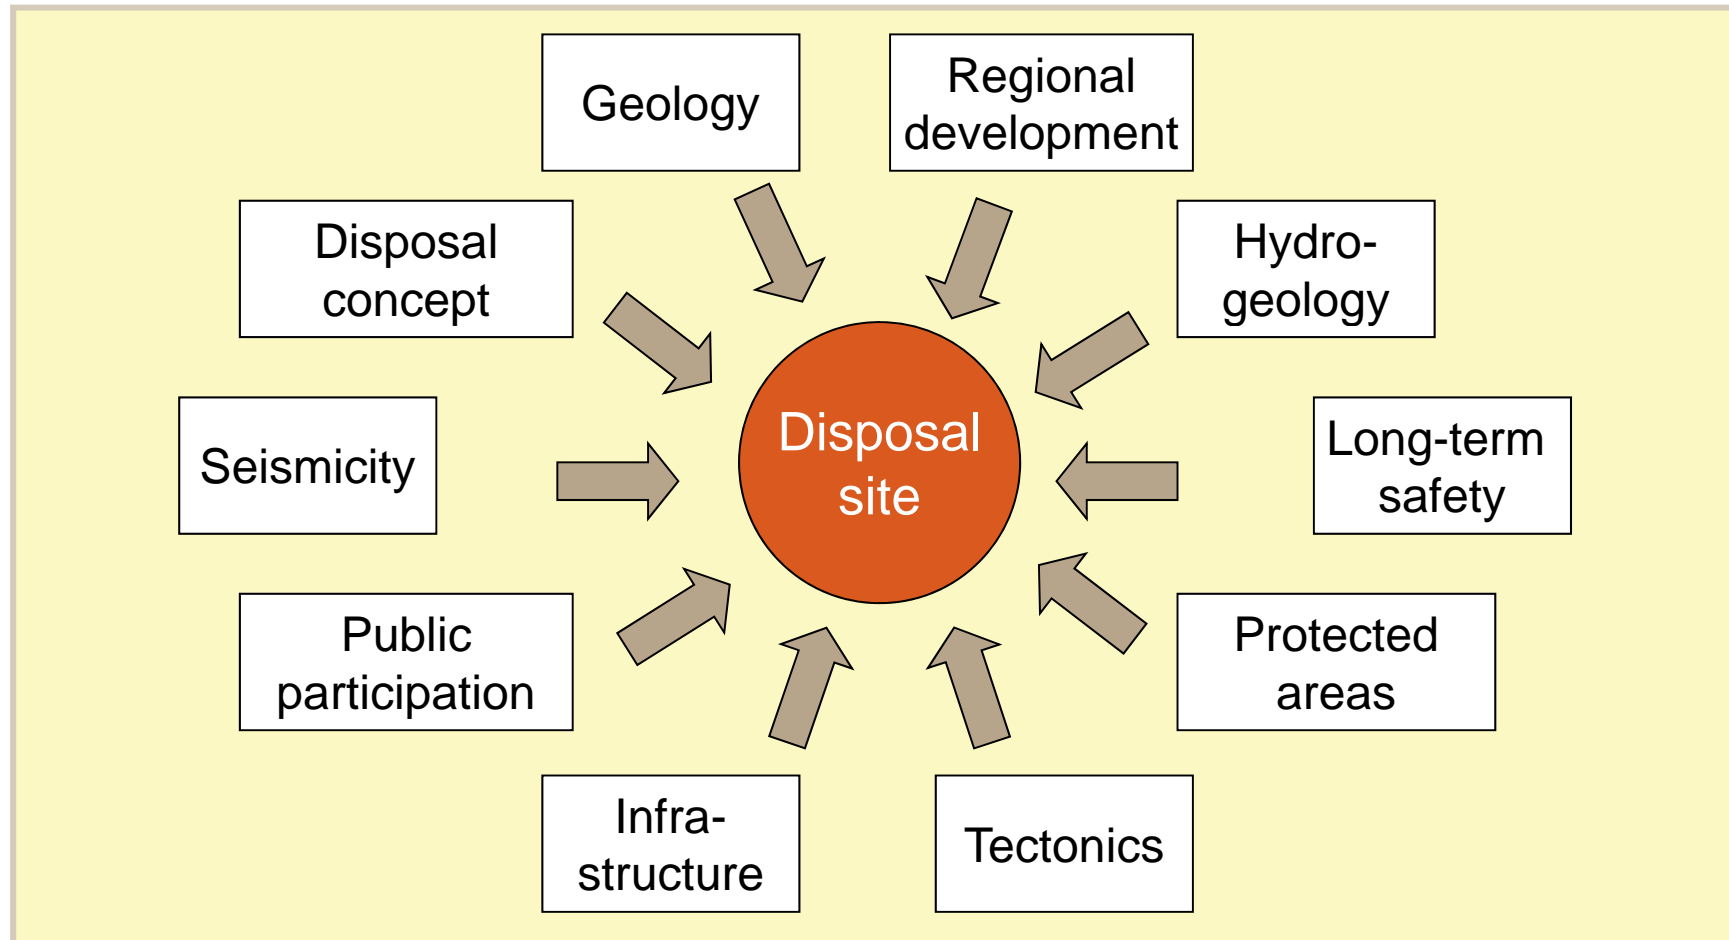 Geology
Regional
development
Disposal
concept
Hydro-
geology
Seismicity
Disposal
site
Long-term
safety
Public
participation
Protected
areas
Infra-
structure
Tectonics